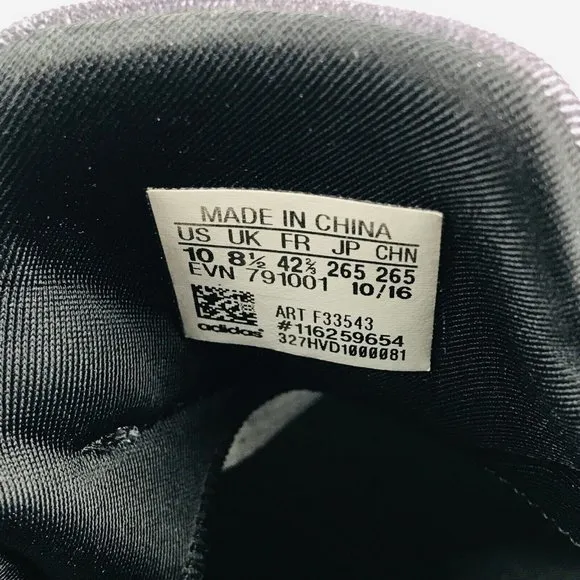 MADE IN CHINA
US UK FR JP CHN
10 8½ 42⅔ 265 265
EVN 791001 10/16
ART F33543
#116259654
adidas 327HVD1000081